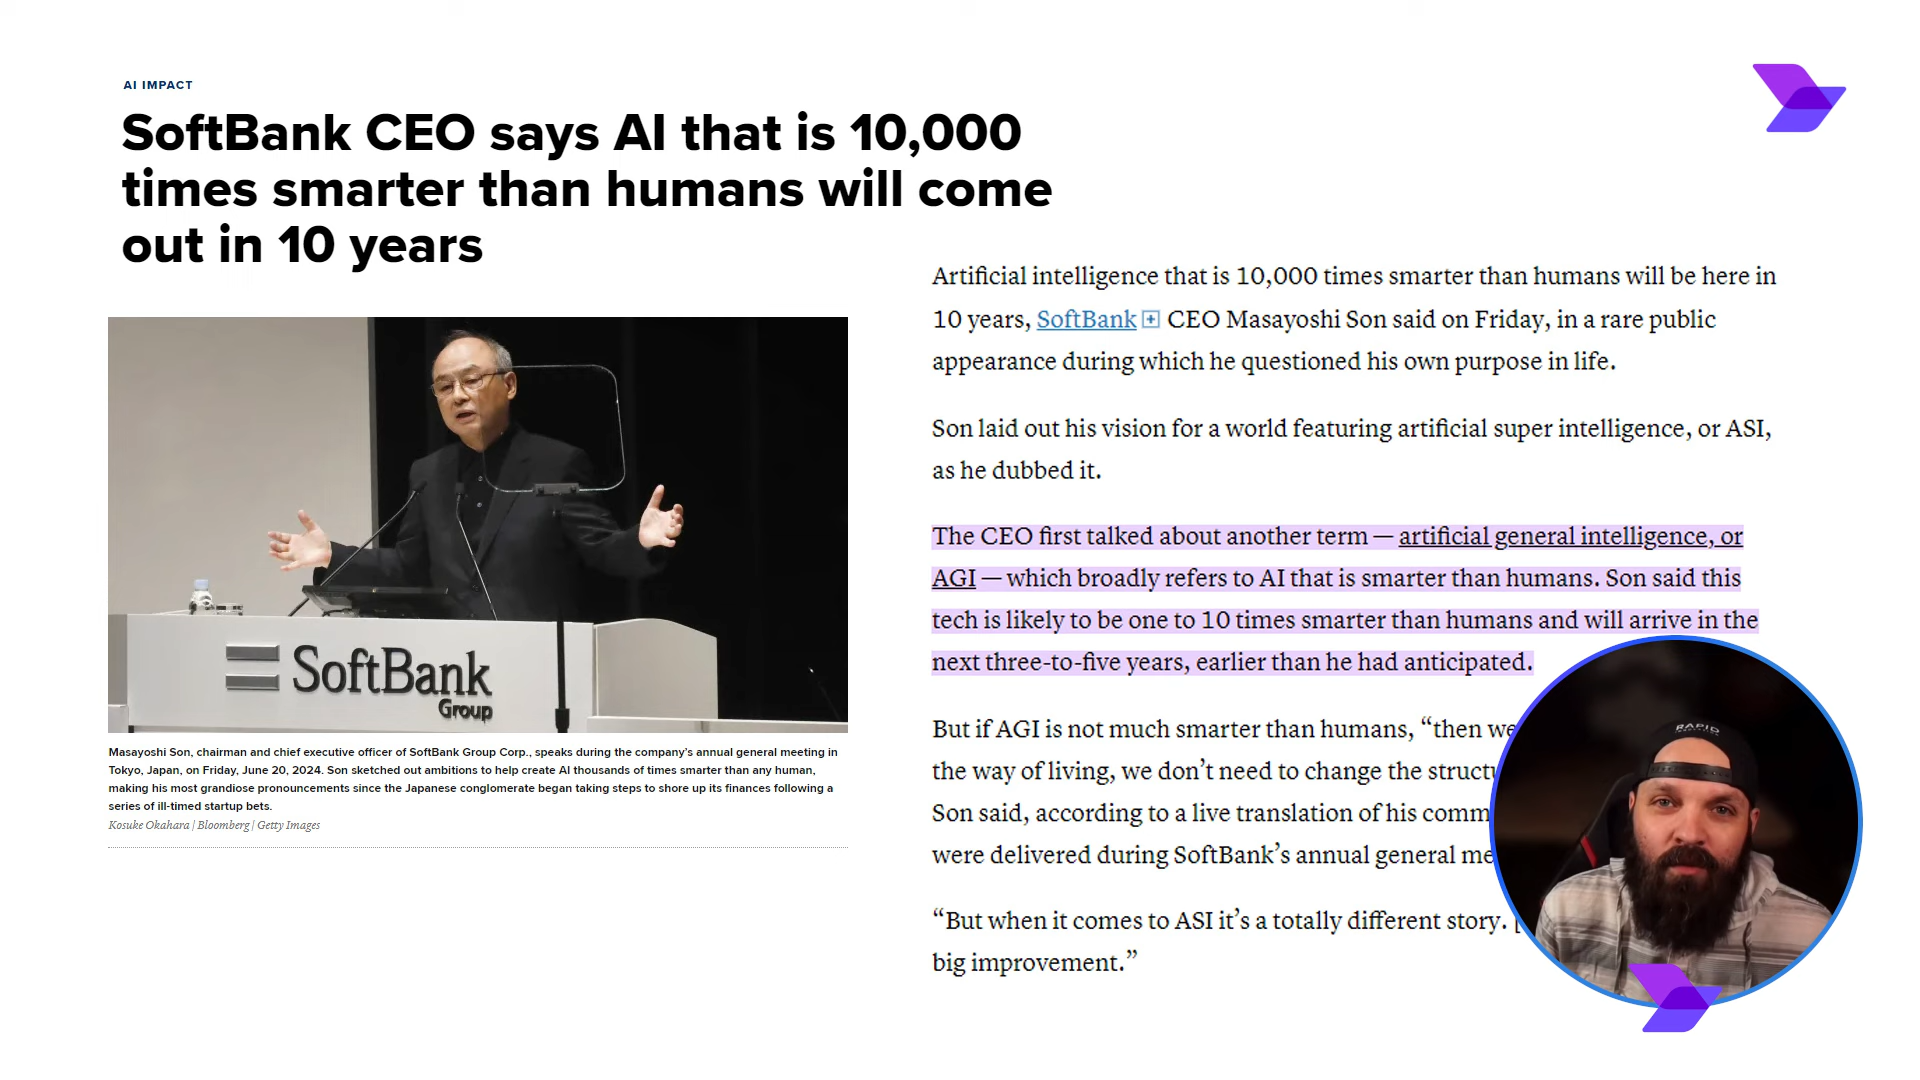 AI IMPACT
SoftBank CEO says AI that is 10,000
times smarter than humans will come
out in 10 years
SoftBank
Group
Masayoshi Son, chairman and chief executive officer of SoftBank Group Corp., speaks during the company's annual general meeting in
Tokyo, Japan, on Friday, June 20, 2024. Son sketched out ambitions to help create AI thousands of times smarter than any human,
making his most grandiose pronouncements since the Japanese conglomerate began taking steps to shore up its finances following a
series of ill-timed startup bets.
Kosuke Okahara | Bloomberg | Getty Images
Artificial intelligence that is 10,000 times smarter than humans will be here in
10 years, SoftBank CEO Masayoshi Son said on Friday, in a rare public
appearance during which he questioned his own purpose in life.
Son laid out his vision for a world featuring artificial super intelligence, or ASI,
as he dubbed it.
The CEO first talked about another term — artificial general intelligence, or
AGI — which broadly refers to AI that is smarter than humans. Son said this
tech is likely to be one to 10 times smarter than humans and will arrive in the
next three-to-five years, earlier than he had anticipated.
But if AGI is not much smarter than humans, “then we
the way of living, we don’t need to change the
Son said, according to a live translation of his
were delivered during SoftBank’s annual general
“But when it comes to ASI it’s a totally different story. [
big improvement.”
RAPID